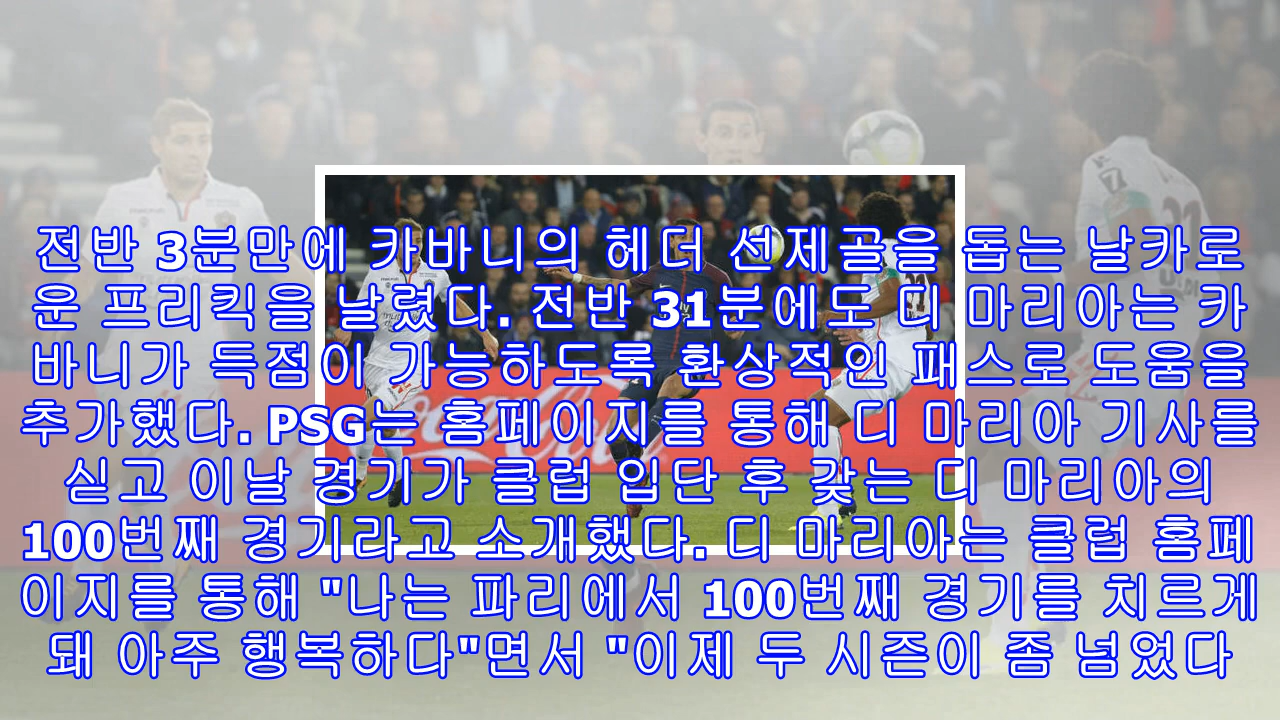 전반 3분만에 카바니의 헤더 선제골을 돕는 날카로
운 프리킥을 날렸다. 전반 31분에도 디 마리아는 카
바니가 득점이 가능하도록 환상적인 패스로 도움을
추가했다. PSG는 홈페이지를 통해 디 마리아 기사를
싣고 이날 경기가 클럽 입단 후 갖는 디 마리아의
100번째 경기라고 소개했다. 디 마리아는 클럽 홈페
이지를 통해 "나는 파리에서 100번째 경기를 치르게
돼 아주 행복하다"면서 "이제 두 시즌이 좀 넘었다
Coca-Cola
7